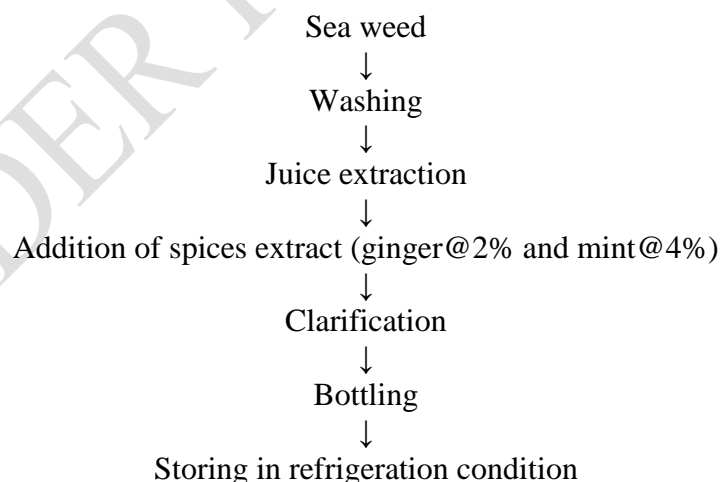 Sea weed
↓
Washing
↓
Juice extraction
↓
Addition of spices extract (ginger@2% and mint@4%)
↓
Clarification
↓
Bottling
↓
Storing in refrigeration condition